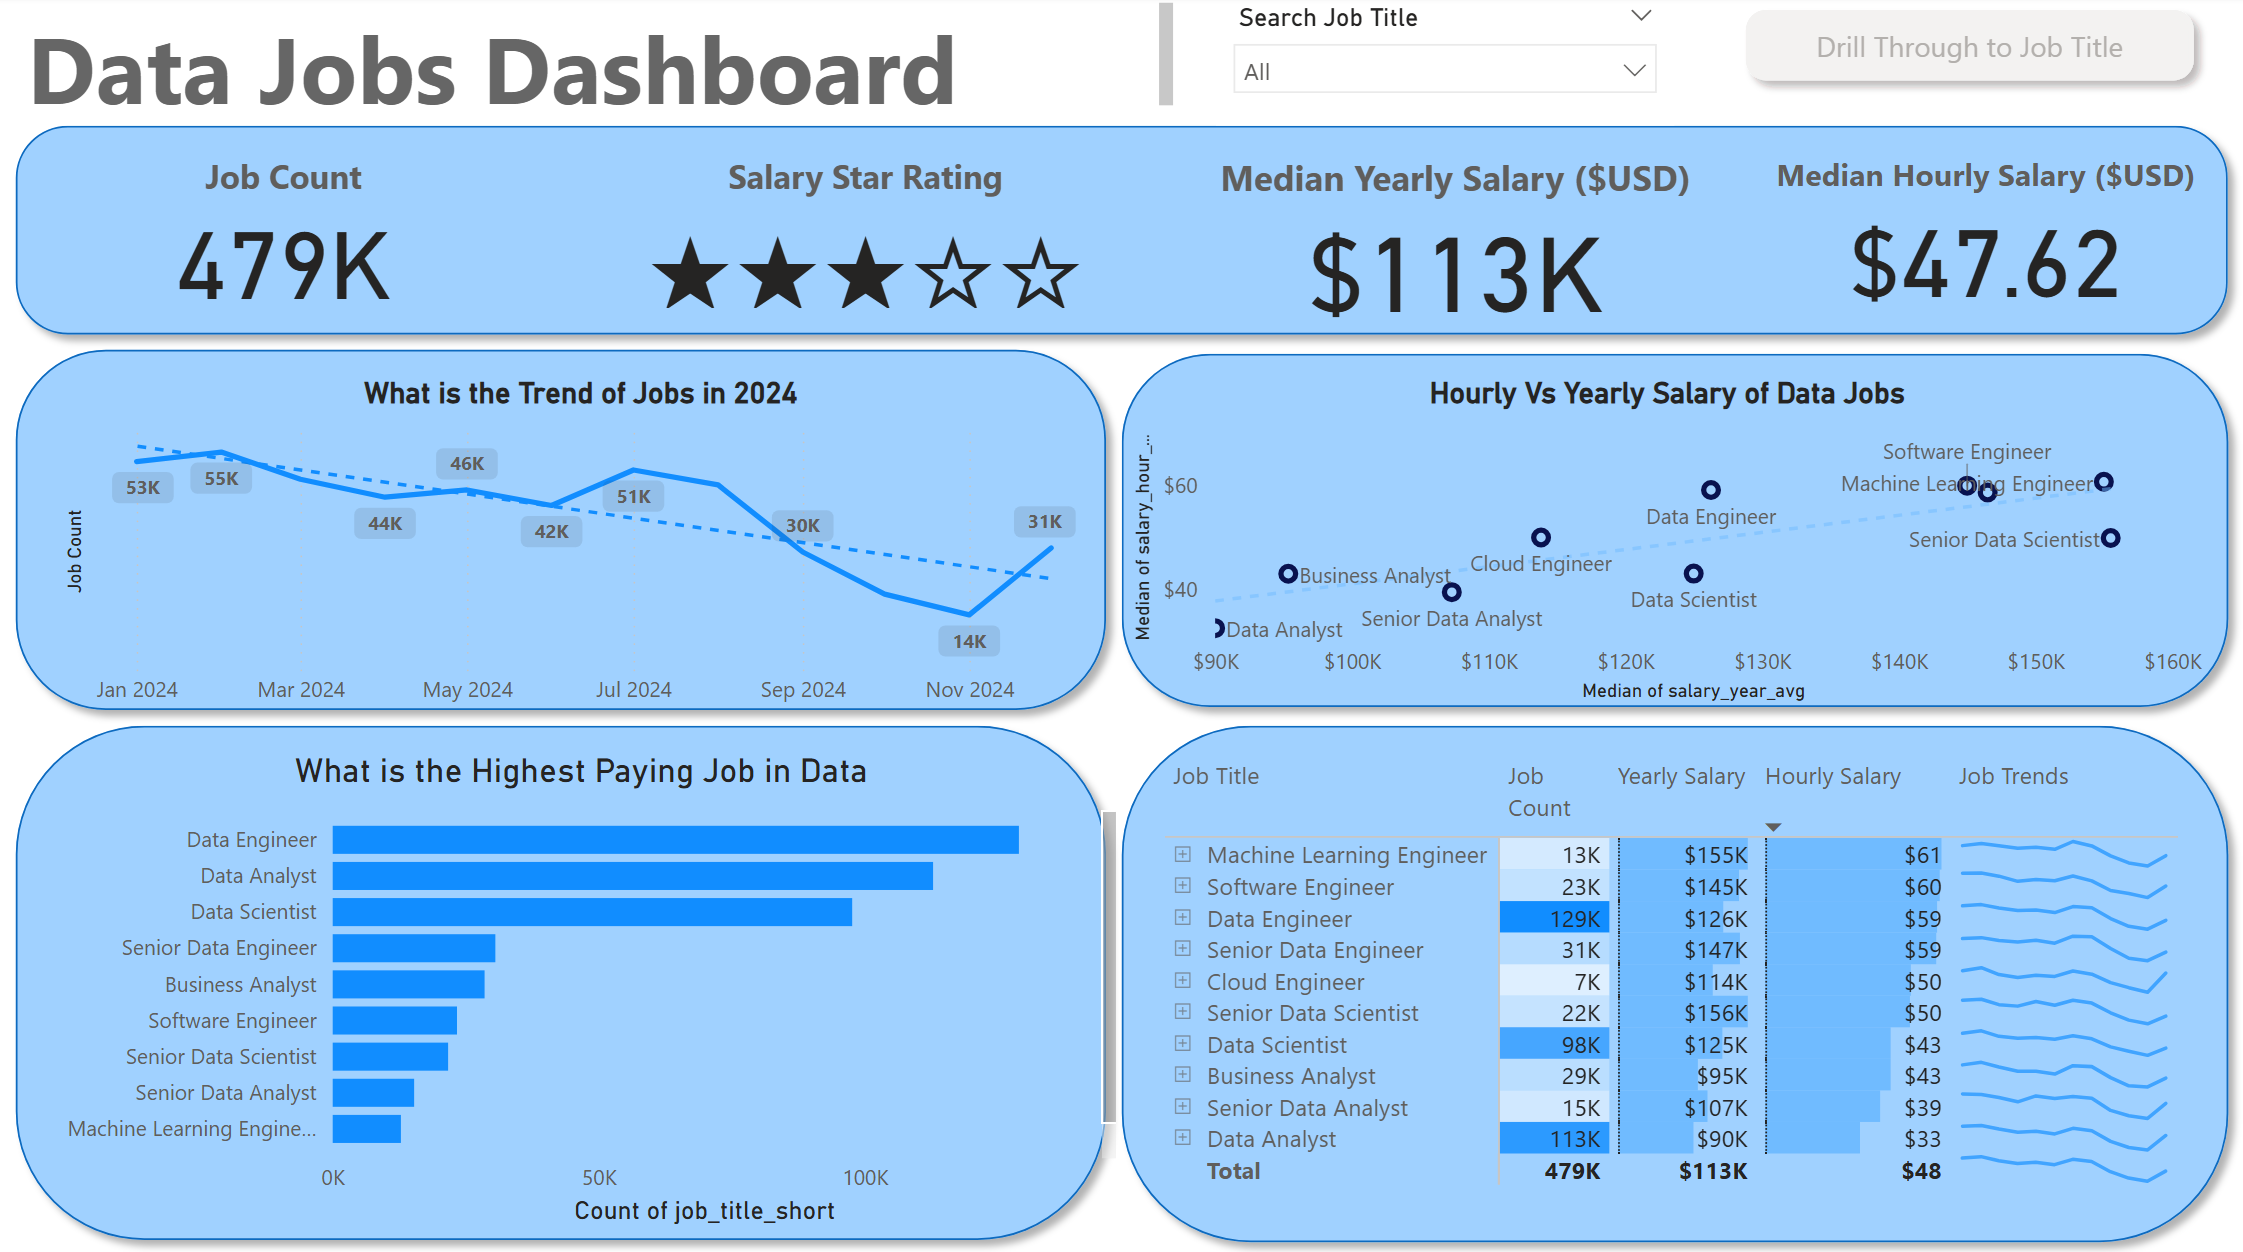 Data Jobs Dashboard
Search Job Title
All
Drill Through to Job Title
Job Count
479K
Salary Star Rating
★★★☆☆
Median Yearly Salary ($USD)
$113K
Median Hourly Salary ($USD)
$47.62
What is the Trend of Jobs in 2024
Job Count
53K
55K
44K
46K
42K
51K
30K
14K
31K
Jan 2024
Mar 2024
May 2024
Jul 2024
Sep 2024
Nov 2024
Hourly Vs Yearly Salary of Data Jobs
Median of salary_hour_...
$60
$40
Software Engineer
Machine Learning Engineer
Data Engineer
Senior Data Scientist
Cloud Engineer
Business Analyst
Data Scientist
Senior Data Analyst
Data Analyst
$90K
$100K
$110K
$120K
$130K
$140K
$150K
$160K
Median of salary_year_avg
What is the Highest Paying Job in Data
Data Engineer
Data Analyst
Data Scientist
Senior Data Engineer
Business Analyst
Software Engineer
Senior Data Scientist
Senior Data Analyst
Machine Learning Engine...
0K
50K
100K
Count of job_title_short
Job Title Job Count Yearly Salary Hourly Salary Job Trends
Machine Learning Engineer 13K $155K $61
Software Engineer 23K $145K $60
Data Engineer 129K $126K $59
Senior Data Engineer 31K $147K $59
Cloud Engineer 7K $114K $50
Senior Data Scientist 22K $156K $50
Data Scientist 98K $125K $43
Business Analyst 29K $95K $43
Senior Data Analyst 15K $107K $39
Data Analyst 113K $90K $33
Total 479K $113K $48